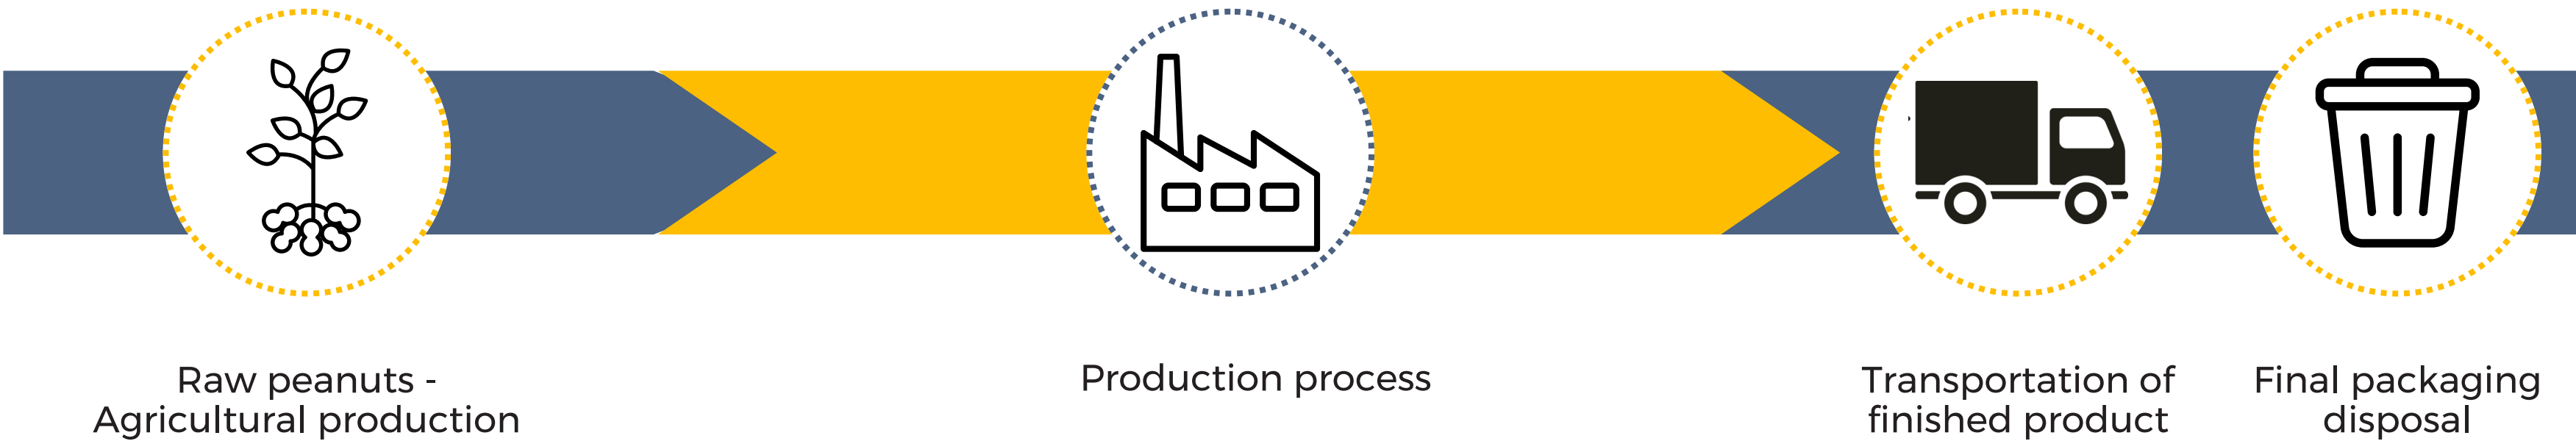 Raw peanuts -
Agricultural production
Production process
Transportation of
finished product
Final packaging
disposal